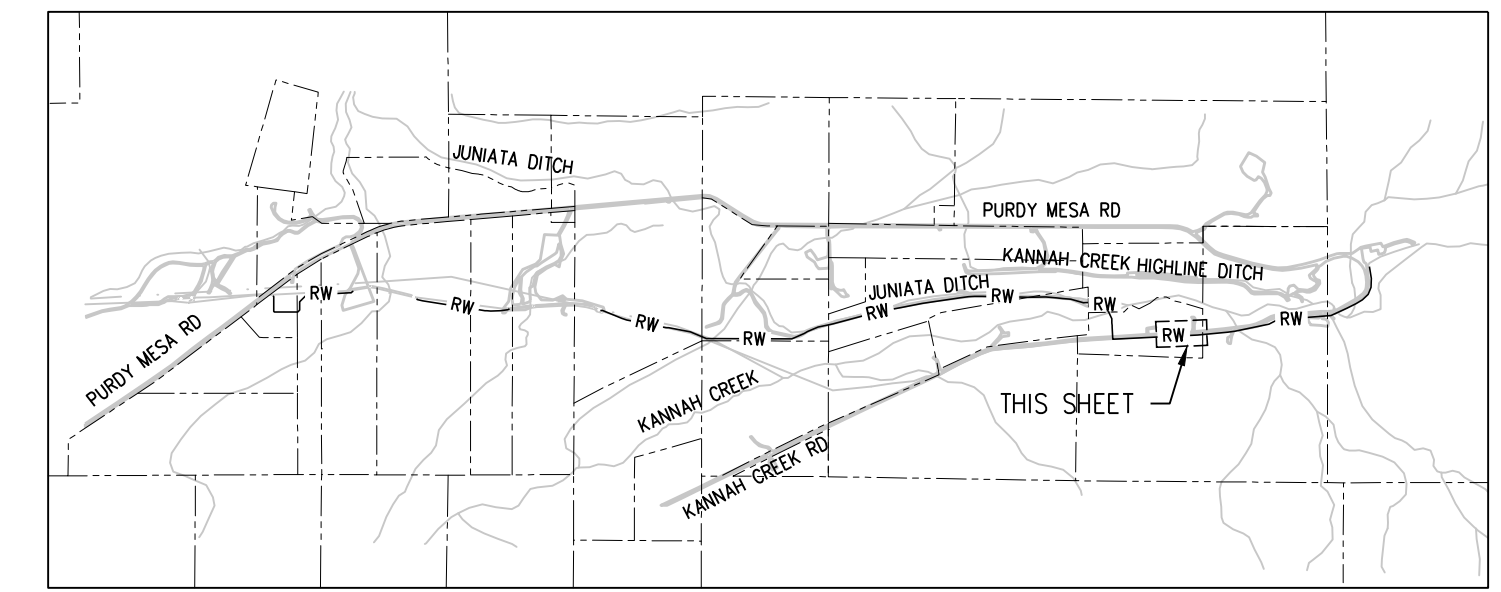 JUNIATA DITCH
PURDY MESA RD
KANNAH CREEK HIGHLINE DITCH
JUNIATA DITCH
RW
RW
RW
RW
RW
RW
RW
RW
RW
PURDY MESA RD
THIS SHEET
KANNAH CREEK
KANNAH CREEK RD